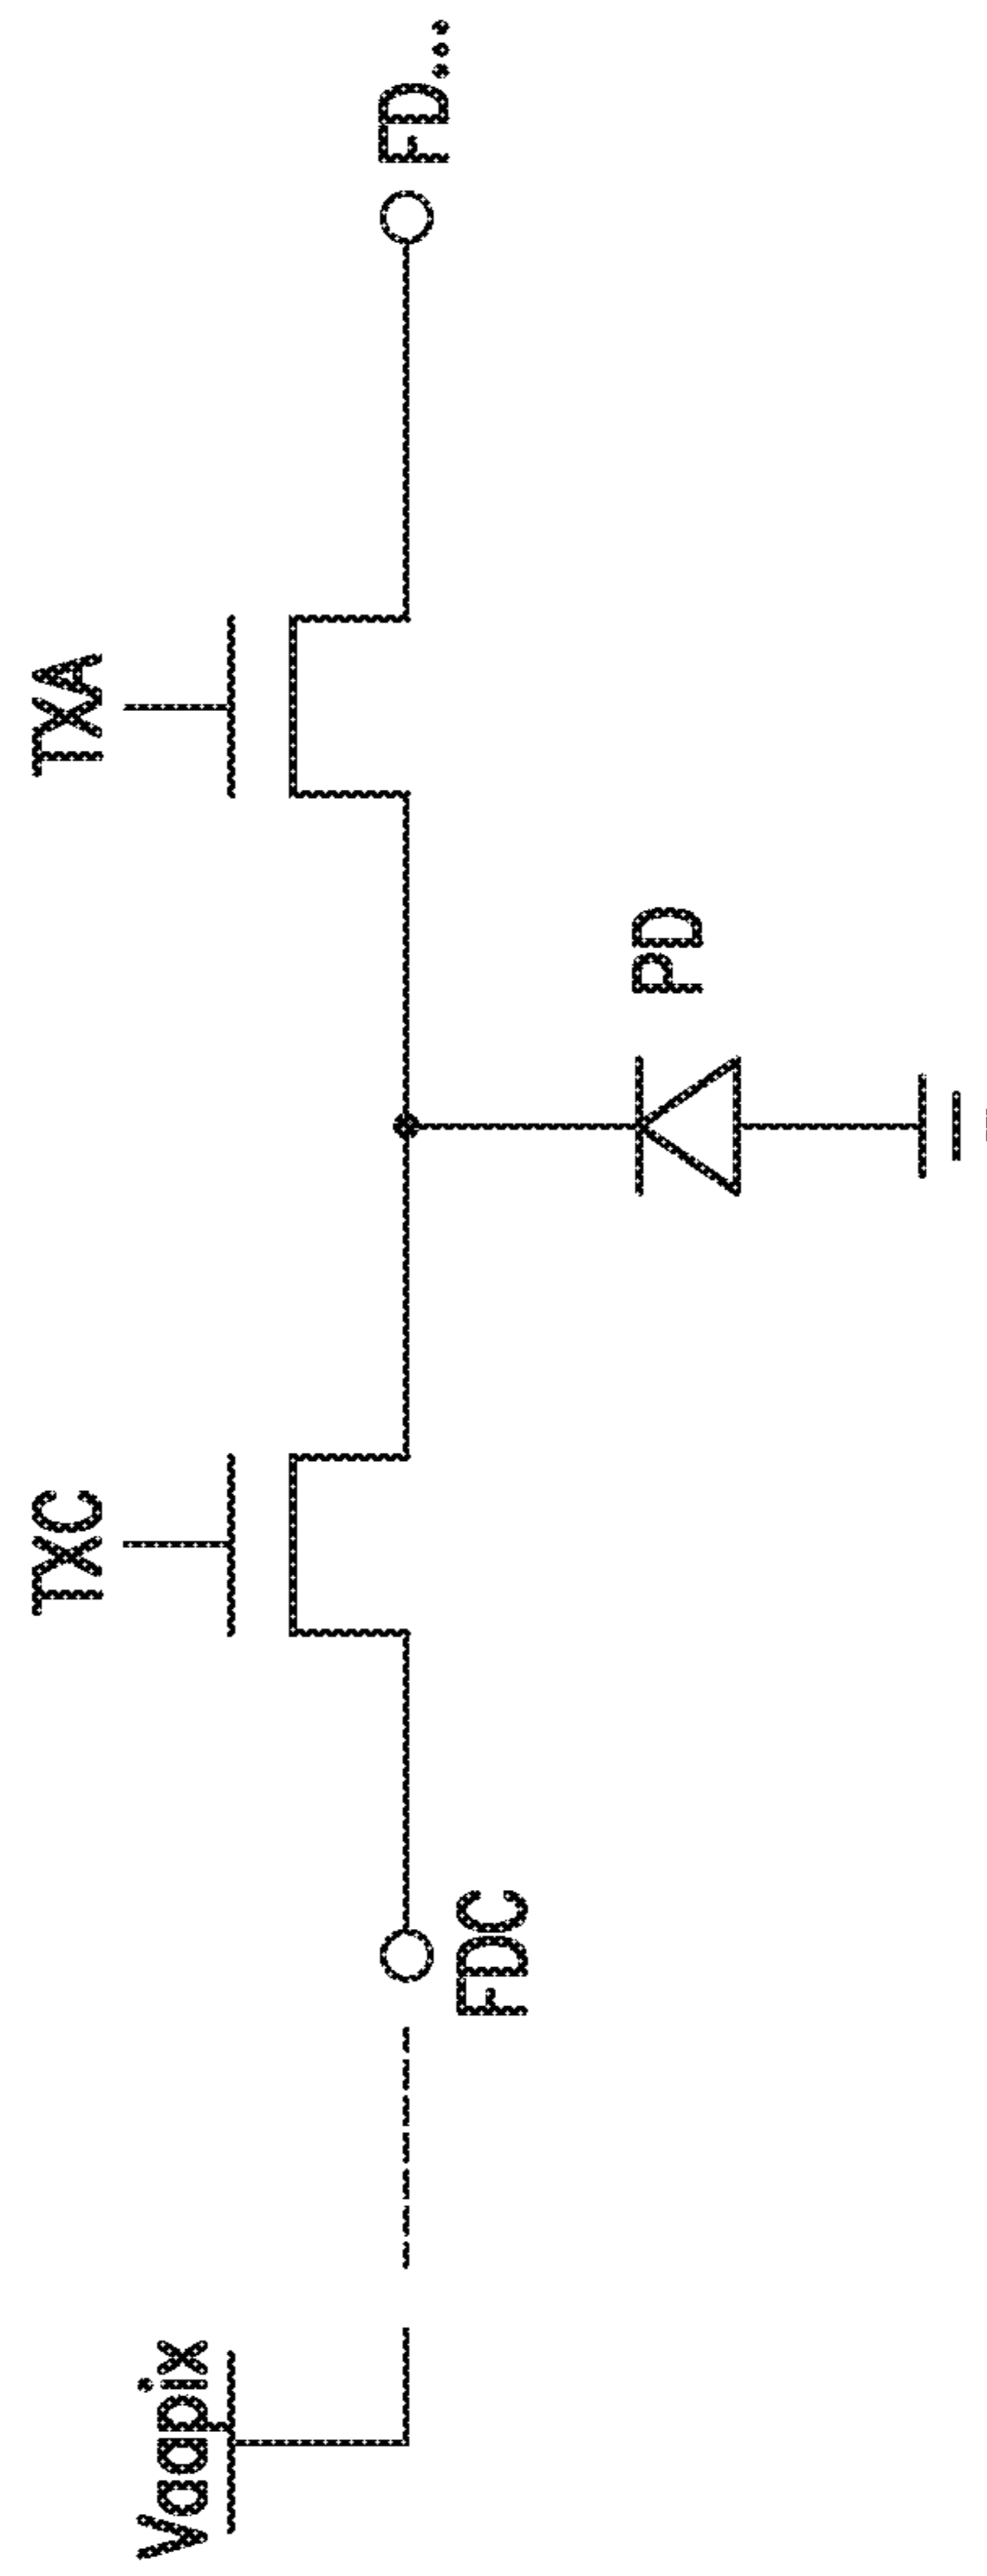 Vaapix
FDC
TXC
PD
TXA
FD...